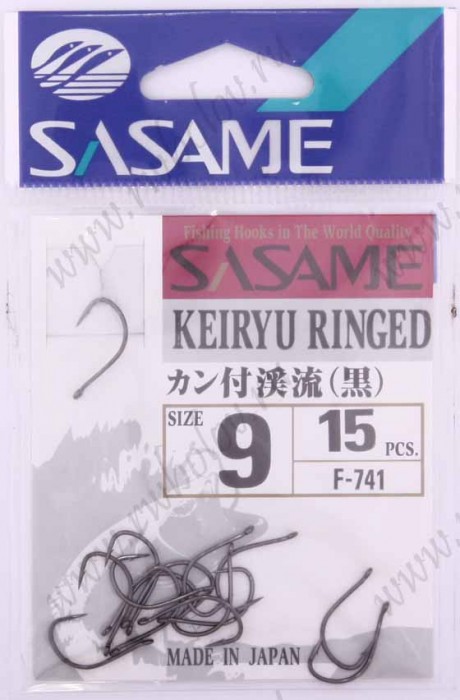 SASAME
Fishing Hooks in The World Quality
SASAME
KEIRYU RINGED
カン付渓流(黒)
SIZE 9 15 PCS.
F-741
MADE IN JAPAN